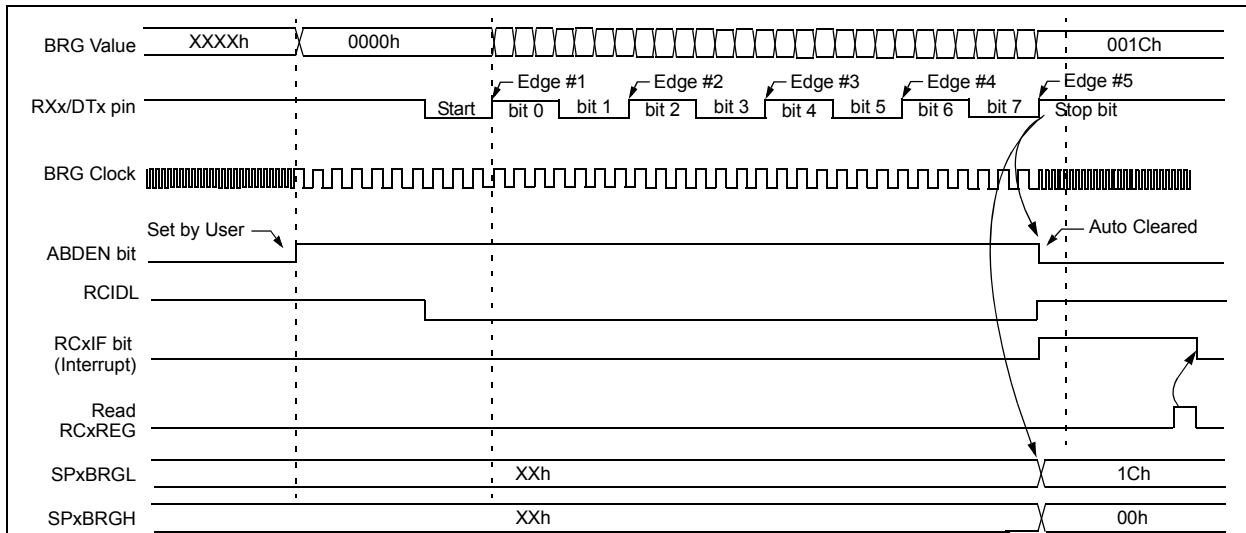 BRG Value XXXXh 0000h 001Ch
Edge #1 Edge #2 Edge #3 Edge #4 Edge #5
RXx/DTx pin Start bit 0 bit 1 bit 2 bit 3 bit 4 bit 5 bit 6 bit 7 Stop bit
BRG Clock
Set by User Auto Cleared
ABDEN bit
RCIDL
RCxIF bit
(Interrupt)
Read
RCxREG
SPxBRGL XXh 1Ch
SPxBRGH XXh 00h